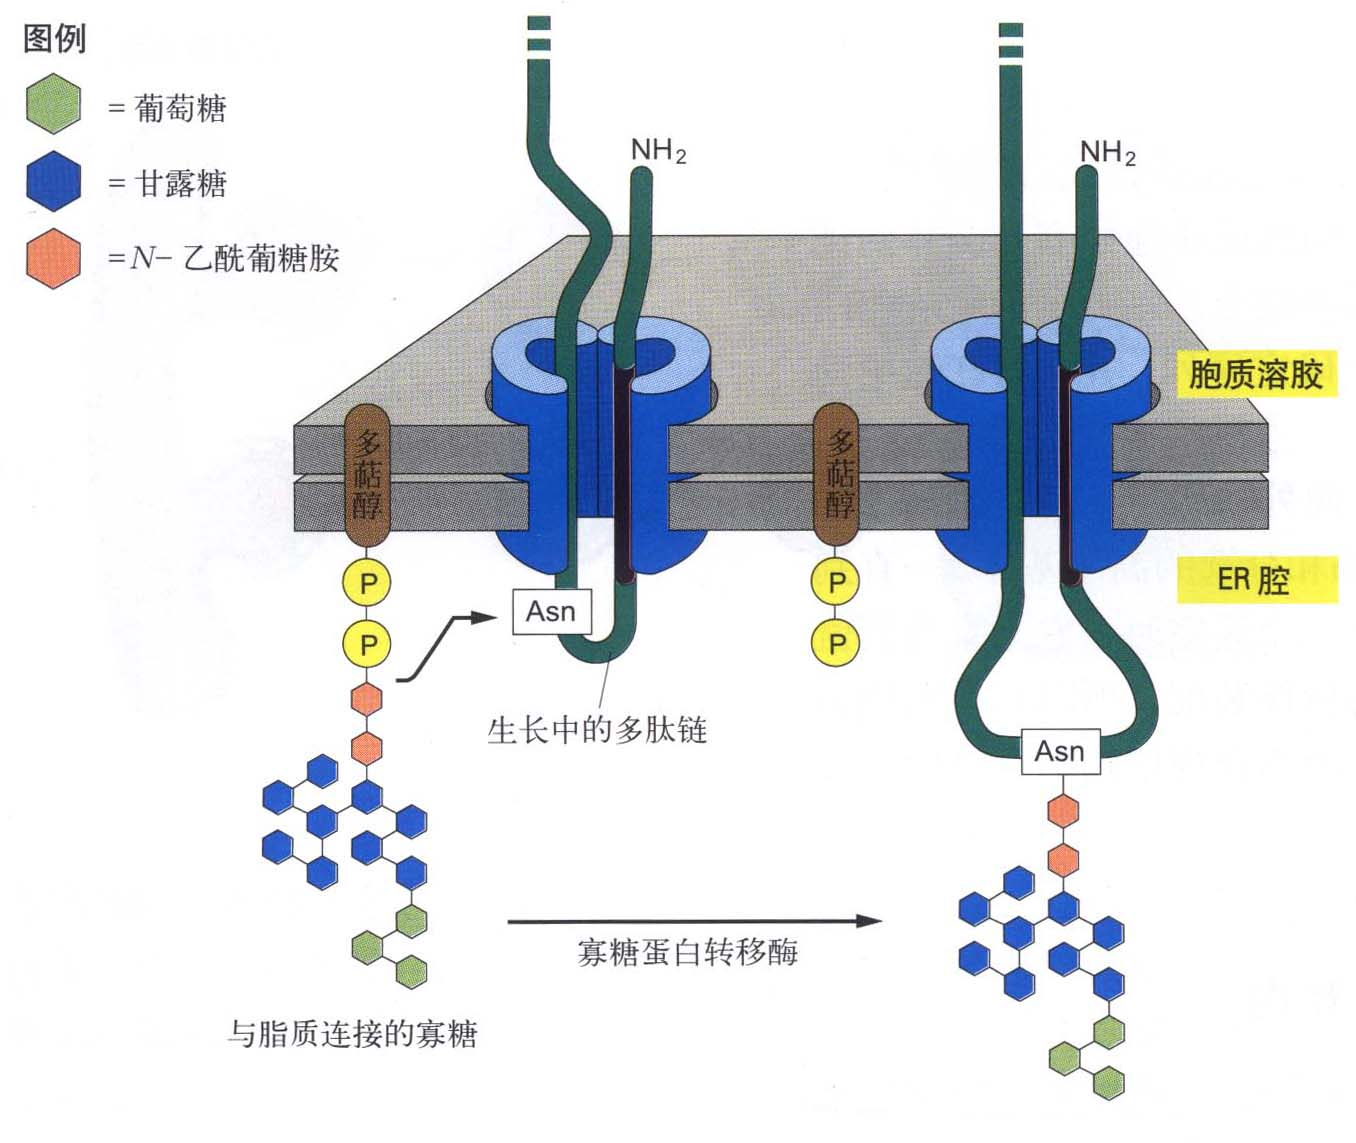 图例
= 葡萄糖
= 甘露糖
=N- 乙酰葡糖胺
NH2
NH2
胞质溶胶
多萜醇
多萜醇
ER 腔
P
P
P
P
Asn
生长中的多肽链
Asn
寡糖蛋白转移酶
与脂质连接的寡糖